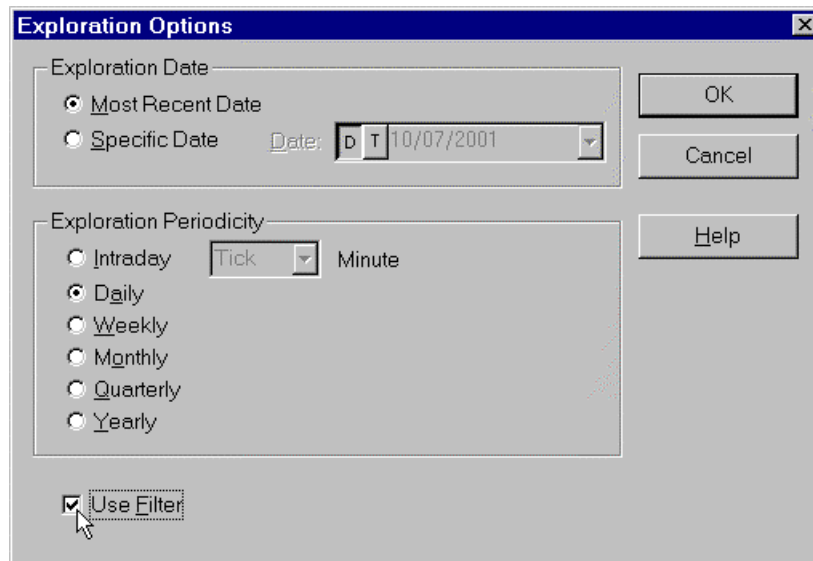 Exploration Options
Exploration Date
Most Recent Date
Specific Date Date: D T 10/07/2001
OK
Cancel
Help
Exploration Periodicity
Intraday Tick Minute
Daily
Weekly
Monthly
Quarterly
Yearly
Use Filter